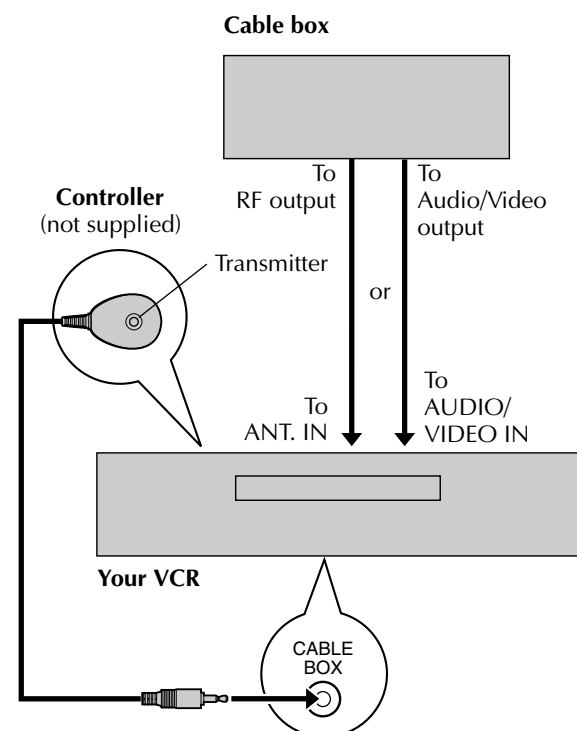 Cable box
To
RF output
To
Audio/Video
output
Controller
(not supplied)
Transmitter
or
To
ANT. IN
To
AUDIO/
VIDEO IN
Your VCR
CABLE
BOX